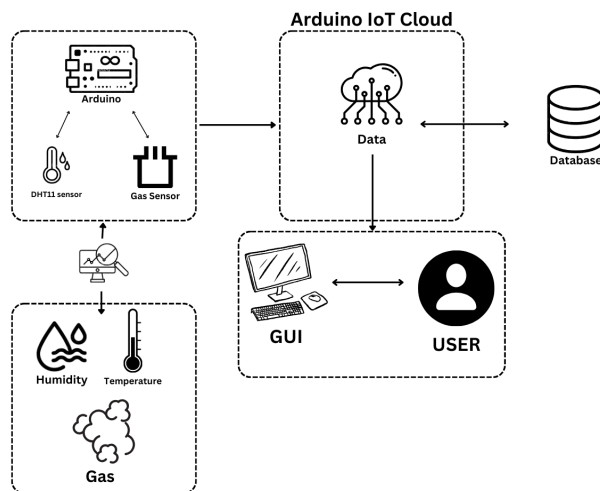 Arduino IoT Cloud
Arduino
DHT11 sensor
Gas Sensor
Data
Database
GUI
USER
Humidity
Temperature
Gas